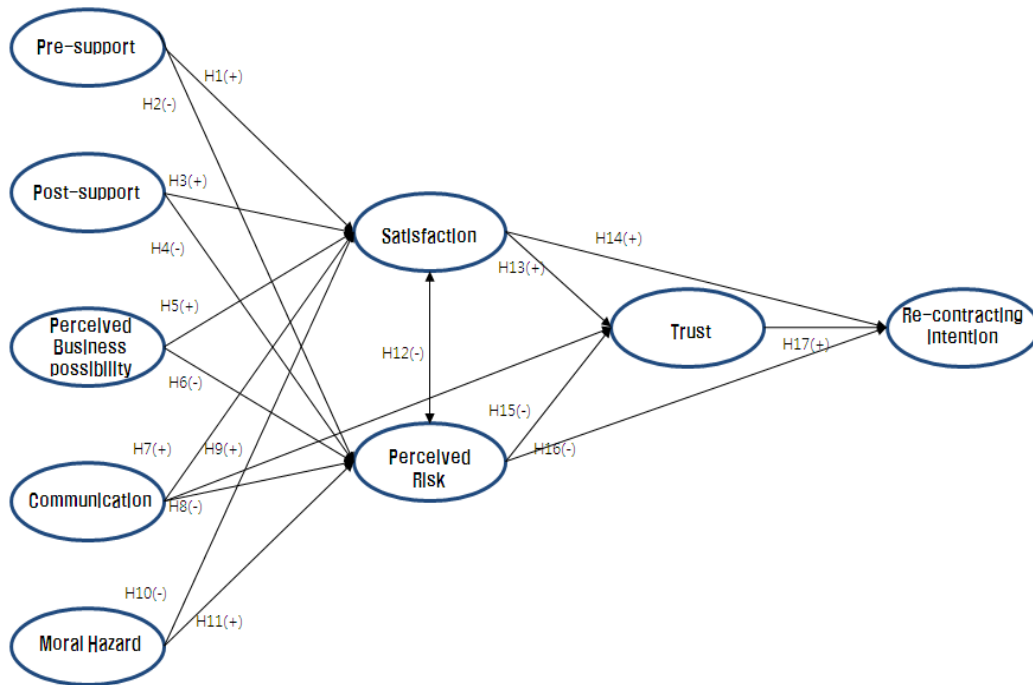 Pre-support
H1(+)
H2(-)
Post-support
H3(+)
H4(-)
Satisfaction
H14(+)
H13(+)
H5(+)
Perceived
Business
possibility
H6(-)
H12(-)
Trust
H17(+)
Re-contracting
intention
H15(-)
H16(-)
Perceived
Risk
H7(+)
H9(+)
Communication
H8(-)
H10(-)
H11(+)
Moral Hazard